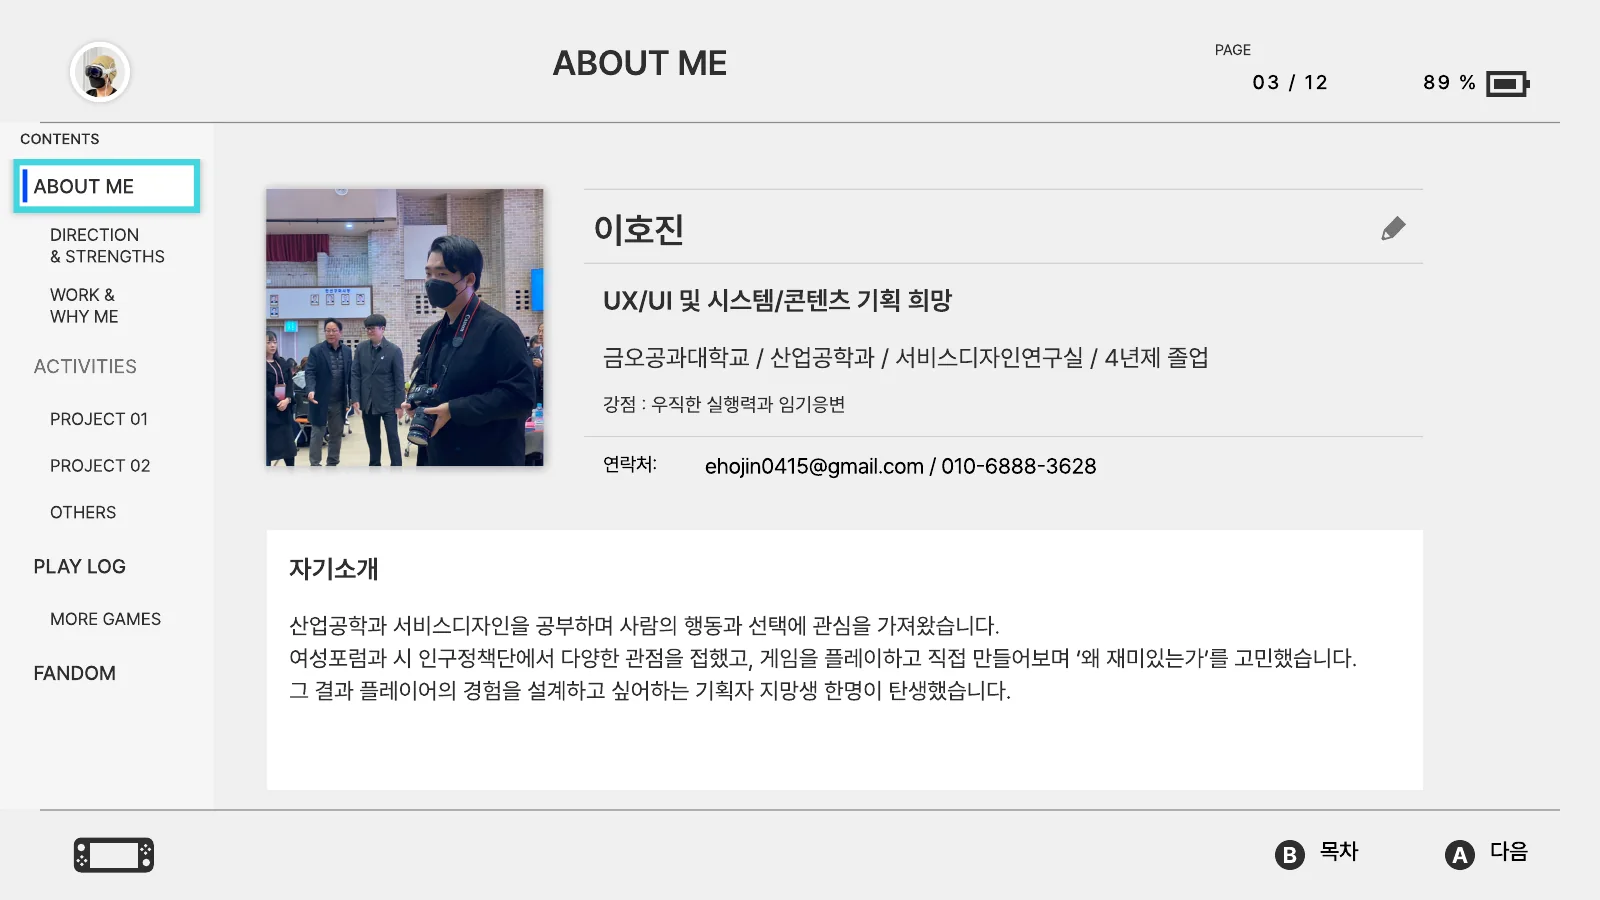 ABOUT ME
PAGE
03 / 12
89 %
CONTENTS
ABOUT ME
DIRECTION
& STRENGTHS
WORK &
WHY ME
ACTIVITIES
PROJECT 01
PROJECT 02
OTHERS
PLAY LOG
MORE GAMES
FANDOM
이호진
UX/UI 및 시스템/콘텐츠 기획 희망
금오공과대학교 / 산업공학과 / 서비스디자인연구실 / 4년제 졸업
강점 : 우직한 실행력과 임기응변
연락처: ehojin0415@gmail.com / 010-6888-3628
Canon
자기소개
산업공학과 서비스디자인을 공부하며 사람의 행동과 선택에 관심을 가져왔습니다.
여성포럼과 시 인구정책단에서 다양한 관점을 접했고, 게임을 플레이하고 직접 만들어보며 '왜 재미있는가'를 고민했습니다.
그 결과 플레이어의 경험을 설계하고 싶어하는 기획자 지망생 한명이 탄생했습니다.
B 목차
A 다음